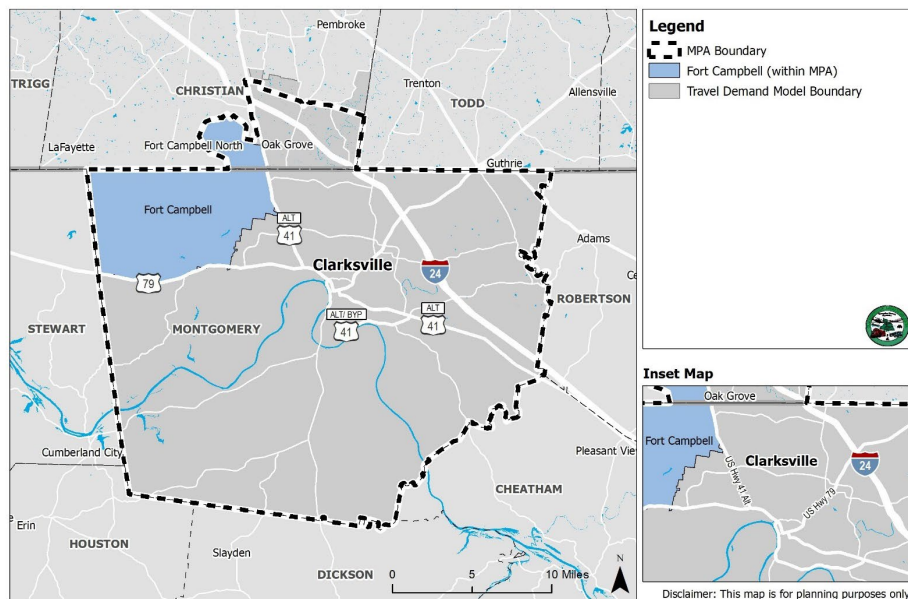 Pembroke
TRIGG
CHRISTIAN
Trenton
TODD
Allensville
LaFayette
Fort Campbell North
Oak Grove
Guthrie
Fort Campbell
ALT
41
Adams
Clarksville
24
79
ROBERTSON
STEWART
MONTGOMERY
ALT/ BYP
41
ALT
41
Cumberland City
Pleasant Vie
CHEATHAM
Erin
HOUSTON
Slayden
DICKSON
0 5 10 Miles
N
Legend
MPA Boundary
Fort Campbell (within MPA)
Travel Demand Model Boundary
Inset Map
Oak Grove
Fort Campbell
Clarksville
24
US Hwy 41 Alt
US Hwy 79
Disclaimer: This map is for planning purposes only